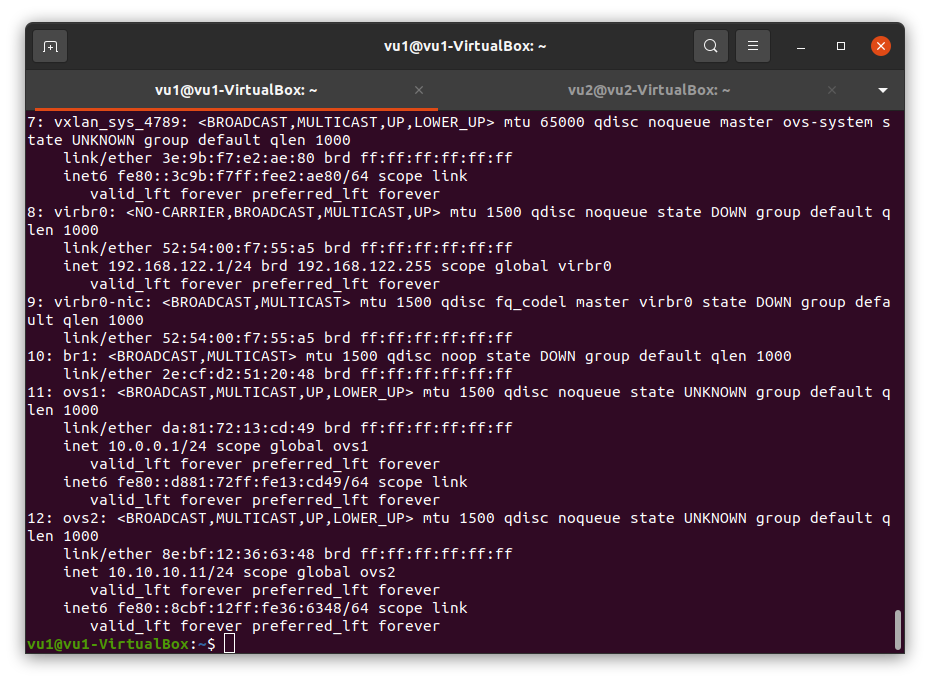 vu1@vu1-VirtualBox: ~
vu1@vu1-VirtualBox: ~
vu2@vu2-VirtualBox: ~
7: vxlan_sys_4789: <BROADCAST,MULTICAST,UP,LOWER_UP> mtu 65000 qdisc noqueue master ovs-system s
tate UNKNOWN group default qlen 1000
    link/ether 3e:9b:f7:e2:ae:80 brd ff:ff:ff:ff:ff:ff
    inet6 fe80::3c9b:f7ff:fee2:ae80/64 scope link
       valid_lft forever preferred_lft forever
8: virbr0: <NO-CARRIER,BROADCAST,MULTICAST,UP> mtu 1500 qdisc noqueue state DOWN group default q
len 1000
    link/ether 52:54:00:f7:55:a5 brd ff:ff:ff:ff:ff:ff
    inet 192.168.122.1/24 brd 192.168.122.255 scope global virbr0
       valid_lft forever preferred_lft forever
9: virbr0-nic: <BROADCAST,MULTICAST> mtu 1500 qdisc fq_codel master virbr0 state DOWN group defa
ult qlen 1000
    link/ether 52:54:00:f7:55:a5 brd ff:ff:ff:ff:ff:ff
10: br1: <BROADCAST,MULTICAST> mtu 1500 qdisc noop state DOWN group default qlen 1000
    link/ether 2e:cf:d2:51:20:48 brd ff:ff:ff:ff:ff:ff
11: ovs1: <BROADCAST,MULTICAST,UP,LOWER_UP> mtu 1500 qdisc noqueue state UNKNOWN group default q
len 1000
    link/ether da:81:72:13:cd:49 brd ff:ff:ff:ff:ff:ff
    inet 10.0.0.1/24 scope global ovs1
       valid_lft forever preferred_lft forever
    inet6 fe80::d881:72ff:fe13:cd49/64 scope link
       valid_lft forever preferred_lft forever
12: ovs2: <BROADCAST,MULTICAST,UP,LOWER_UP> mtu 1500 qdisc noqueue state UNKNOWN group default q
len 1000
    link/ether 8e:bf:12:36:63:48 brd ff:ff:ff:ff:ff:ff
    inet 10.10.10.11/24 scope global ovs2
       valid_lft forever preferred_lft forever
    inet6 fe80::8cbf:12ff:fe36:6348/64 scope link
       valid_lft forever preferred_lft forever
vu1@vu1-VirtualBox:~$